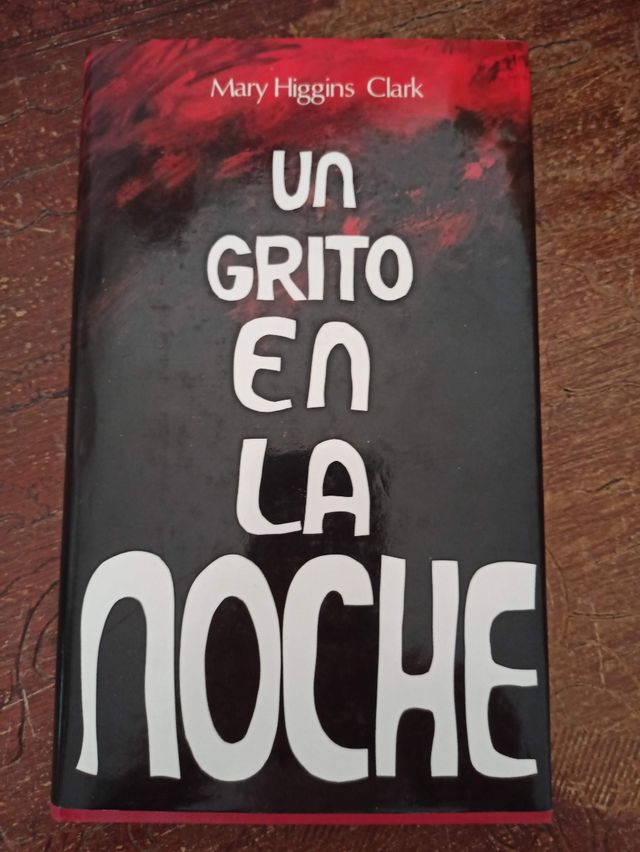 Mary Higgins Clark
UN
GRITO
EN
LA
NOCHE